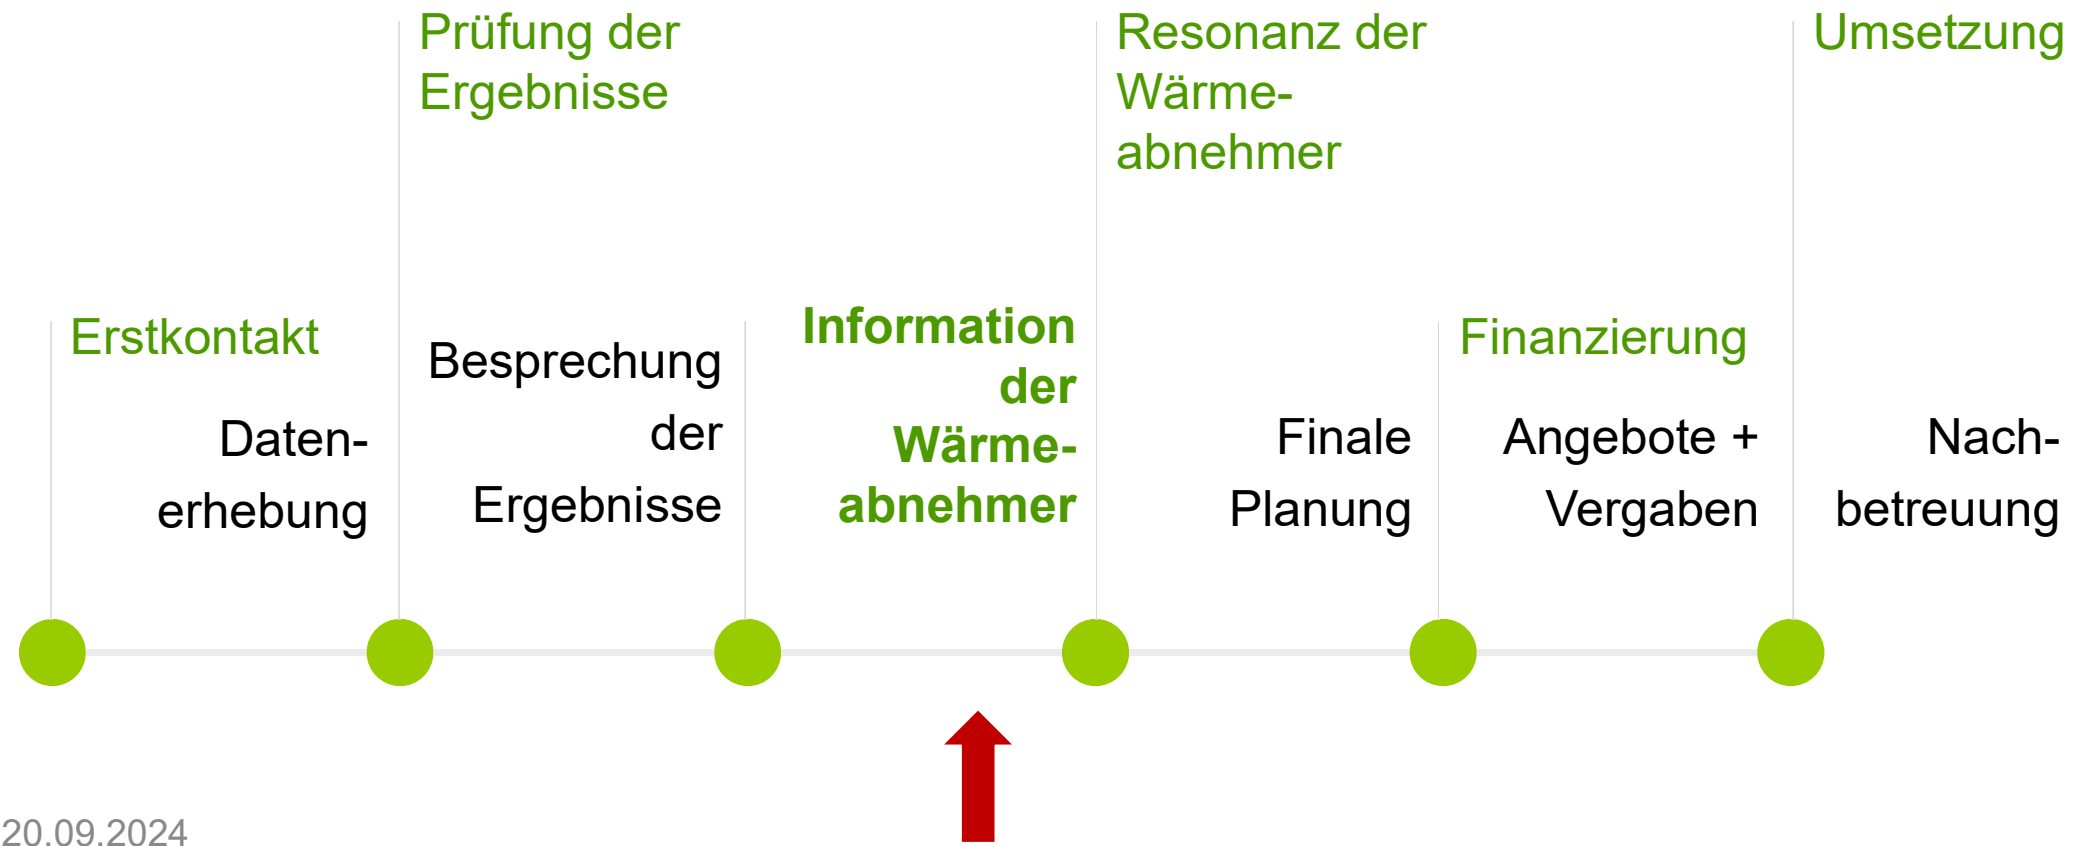 Prüfung der
Ergebnisse
Resonanz der
Wärme-
abnehmer
Umsetzung
Erstkontakt
Daten-
erhebung
Besprechung
der
Ergebnisse
Information
der
Wärme-
abnehmer
Finale
Planung
Finanzierung
Angebote +
Vergaben
Nach-
betreuung
20.09.2024